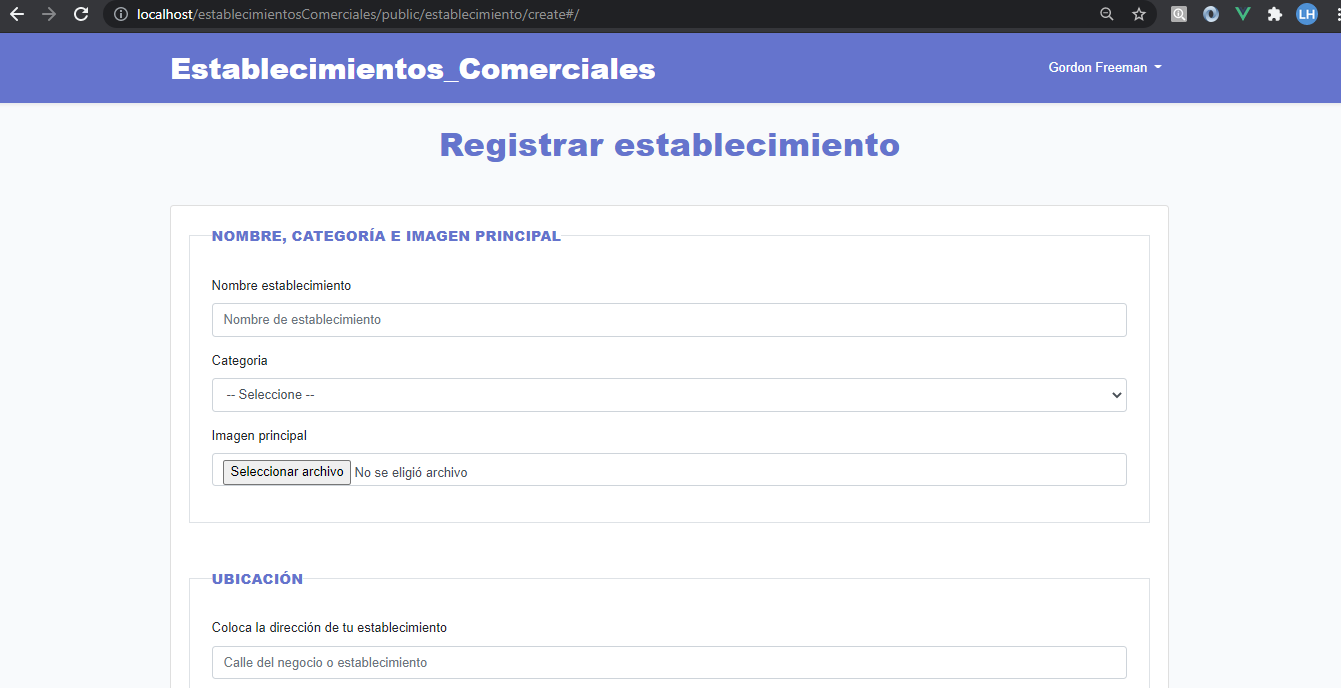 localhost/establecimientosComerciales/public/establecimiento/create#/
LH
Establecimientos_Comerciales
Gordon Freeman
Registrar establecimiento
NOMBRE, CATEGORÍA E IMAGEN PRINCIPAL
Nombre establecimiento
Nombre de establecimiento
Categoria
-- Seleccione --
Imagen principal
Seleccionar archivo No se eligió archivo
UBICACIÓN
Coloca la dirección de tu establecimiento
Calle del negocio o establecimiento